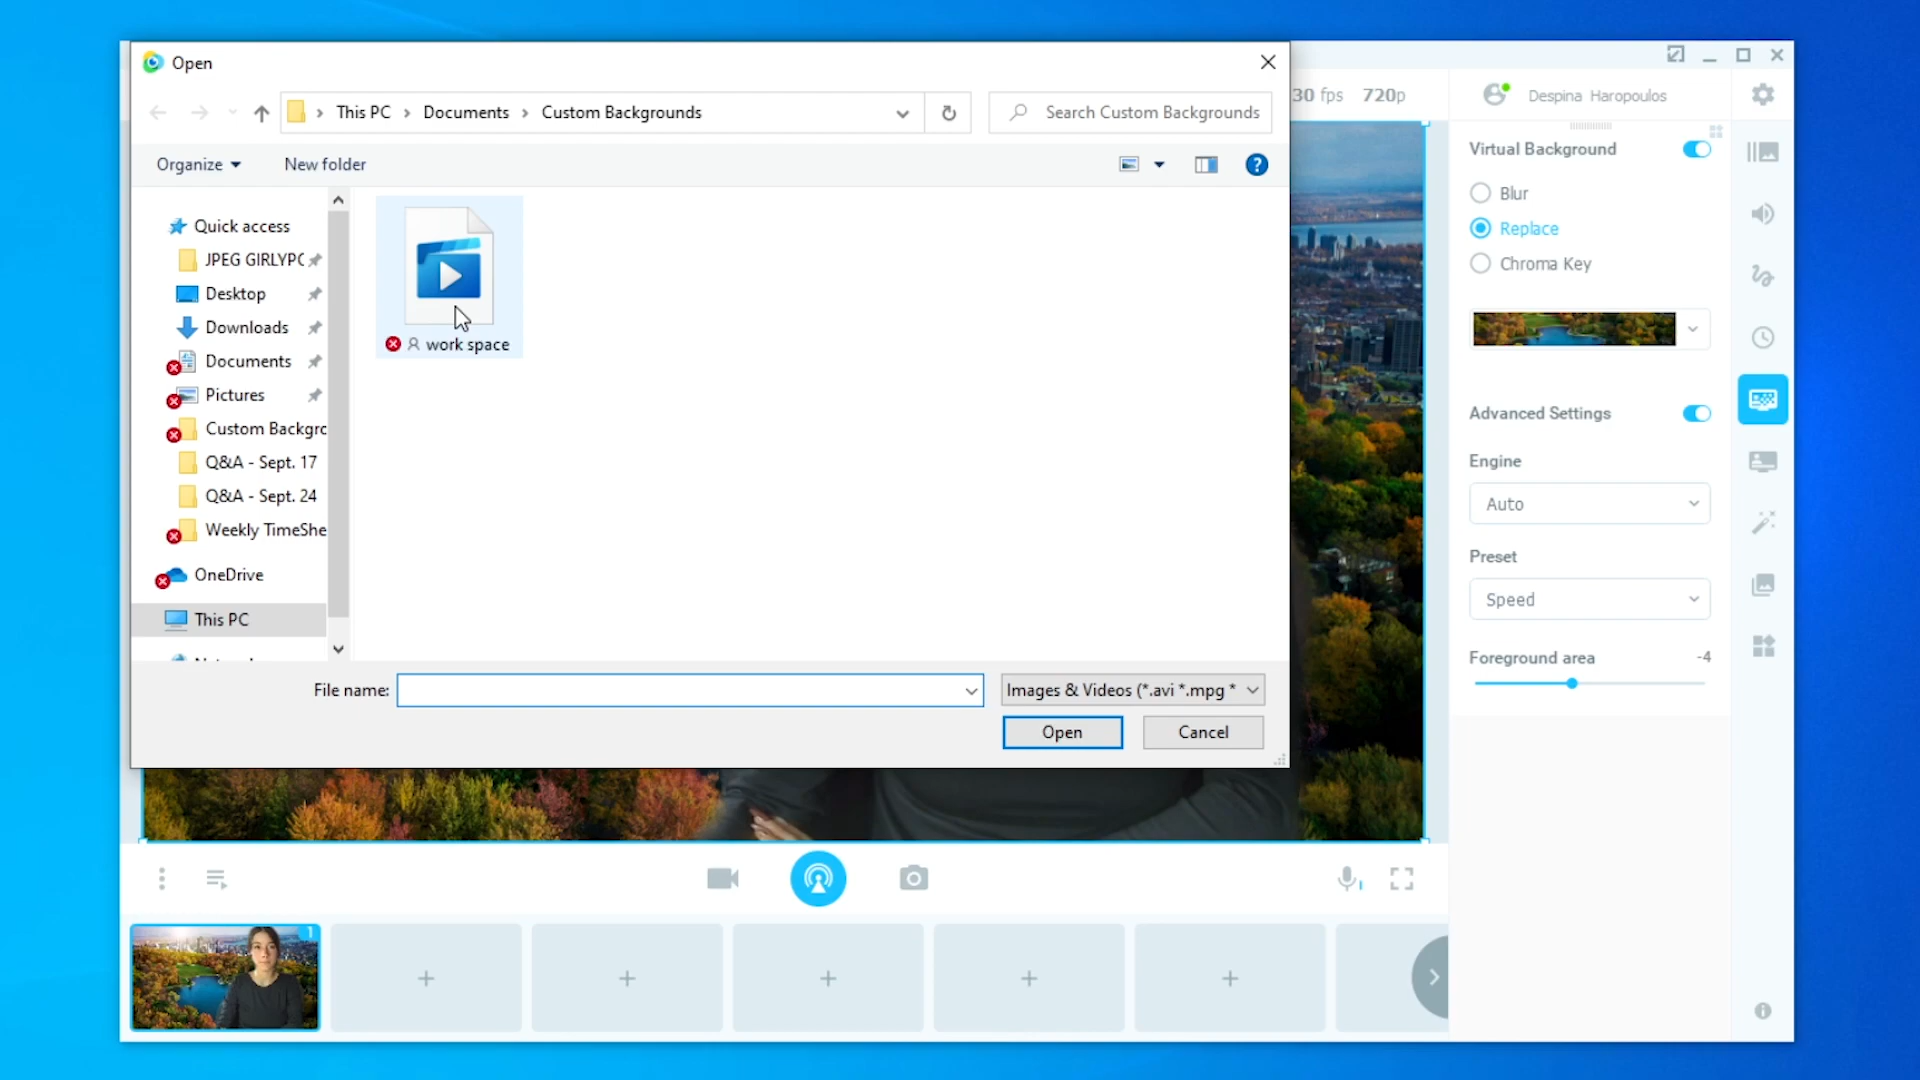 Open
This PC > Documents > Custom Backgrounds
Search Custom Backgrounds
Organize
New folder
Quick access
JPEG GIRLYPC
Desktop
Downloads
Documents
Pictures
Custom Backgrc
Q&A - Sept. 17
Q&A - Sept. 24
Weekly TimeShe
OneDrive
This PC
work space
File name:
Images & Videos (*.avi *.mpg *
Open
Cancel
30 fps 720p
Despina Haropoulos
Virtual Background
Blur
Replace
Chroma Key
Advanced Settings
Engine
Auto
Preset
Speed
Foreground area -4
1